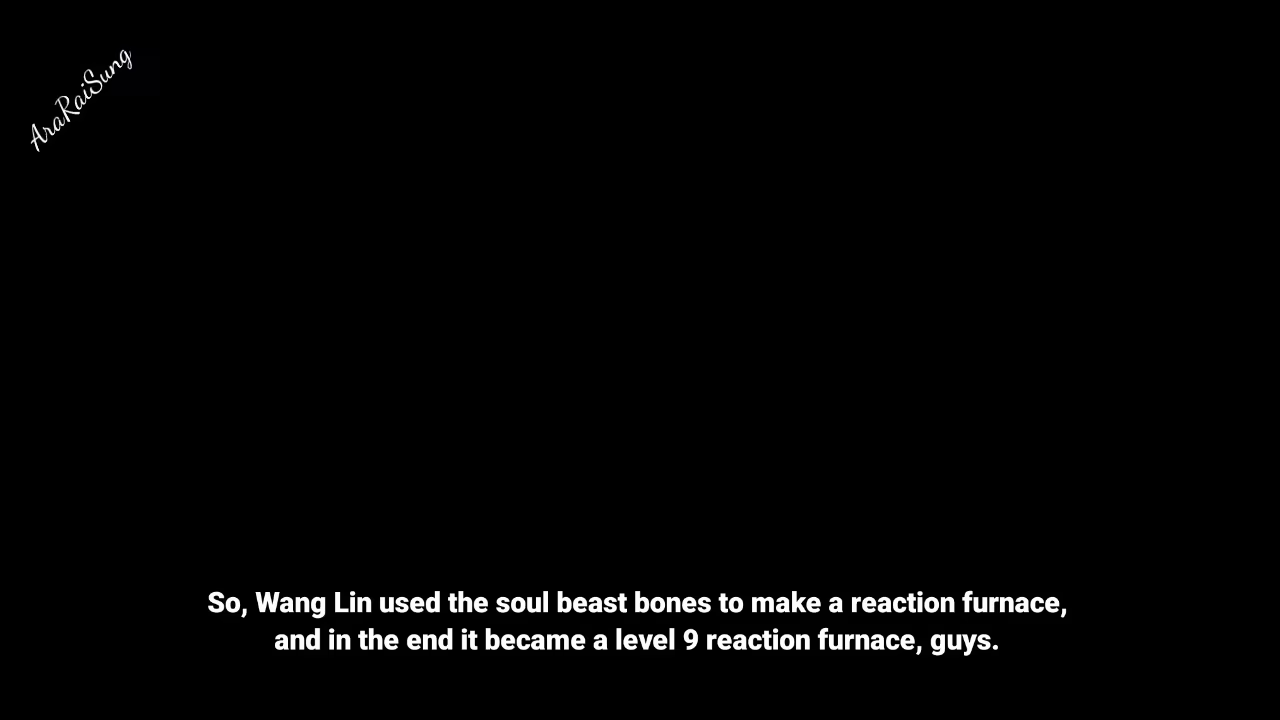 AraRaiSung
So, Wang Lin used the soul beast bones to make a reaction furnace,
and in the end it became a level 9 reaction furnace, guys.